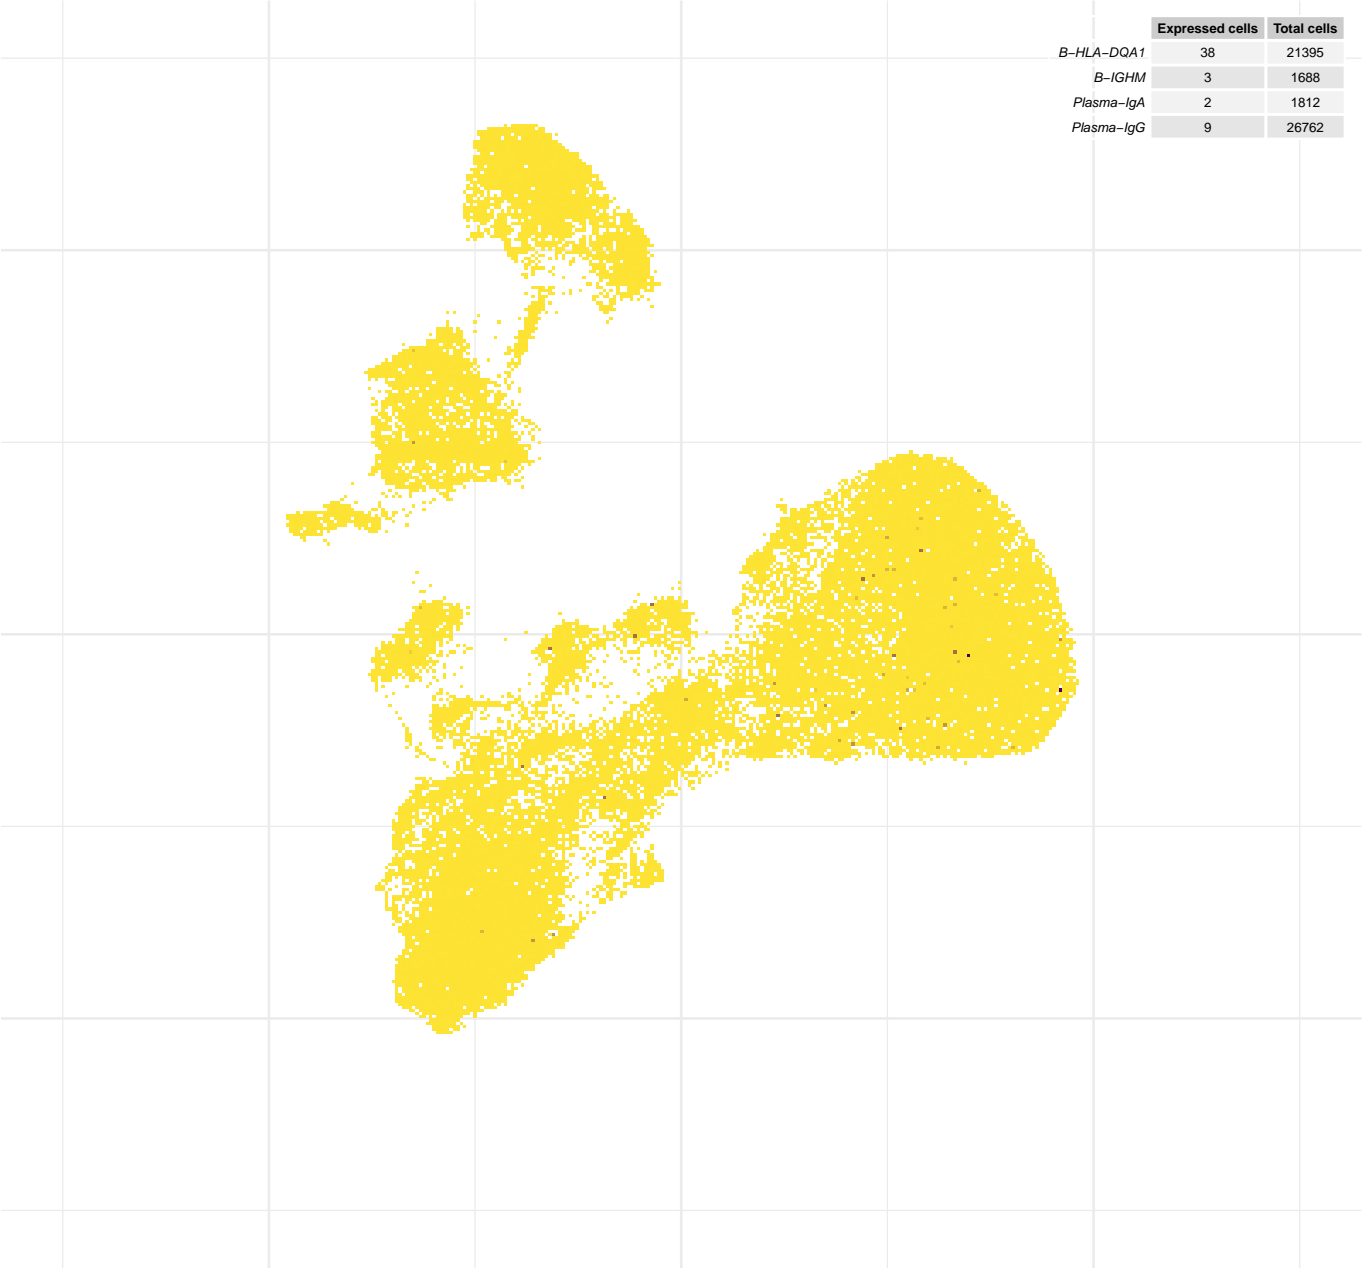 Expressed cells Total cells
B−HLA−DQA1 38 21395
B−IGHM 3 1688
Plasma−IgA 2 1812
Plasma−IgG 9 26762